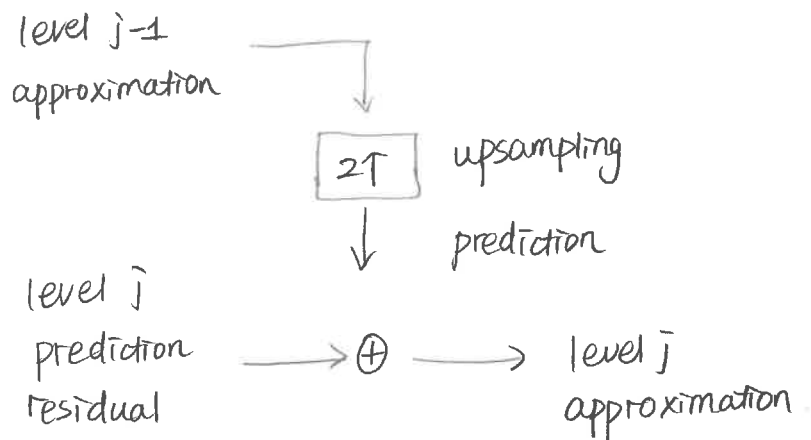 level j-1
approximation
2↑
upsampling
prediction
level j
prediction
residual
⊕
level j
approximation